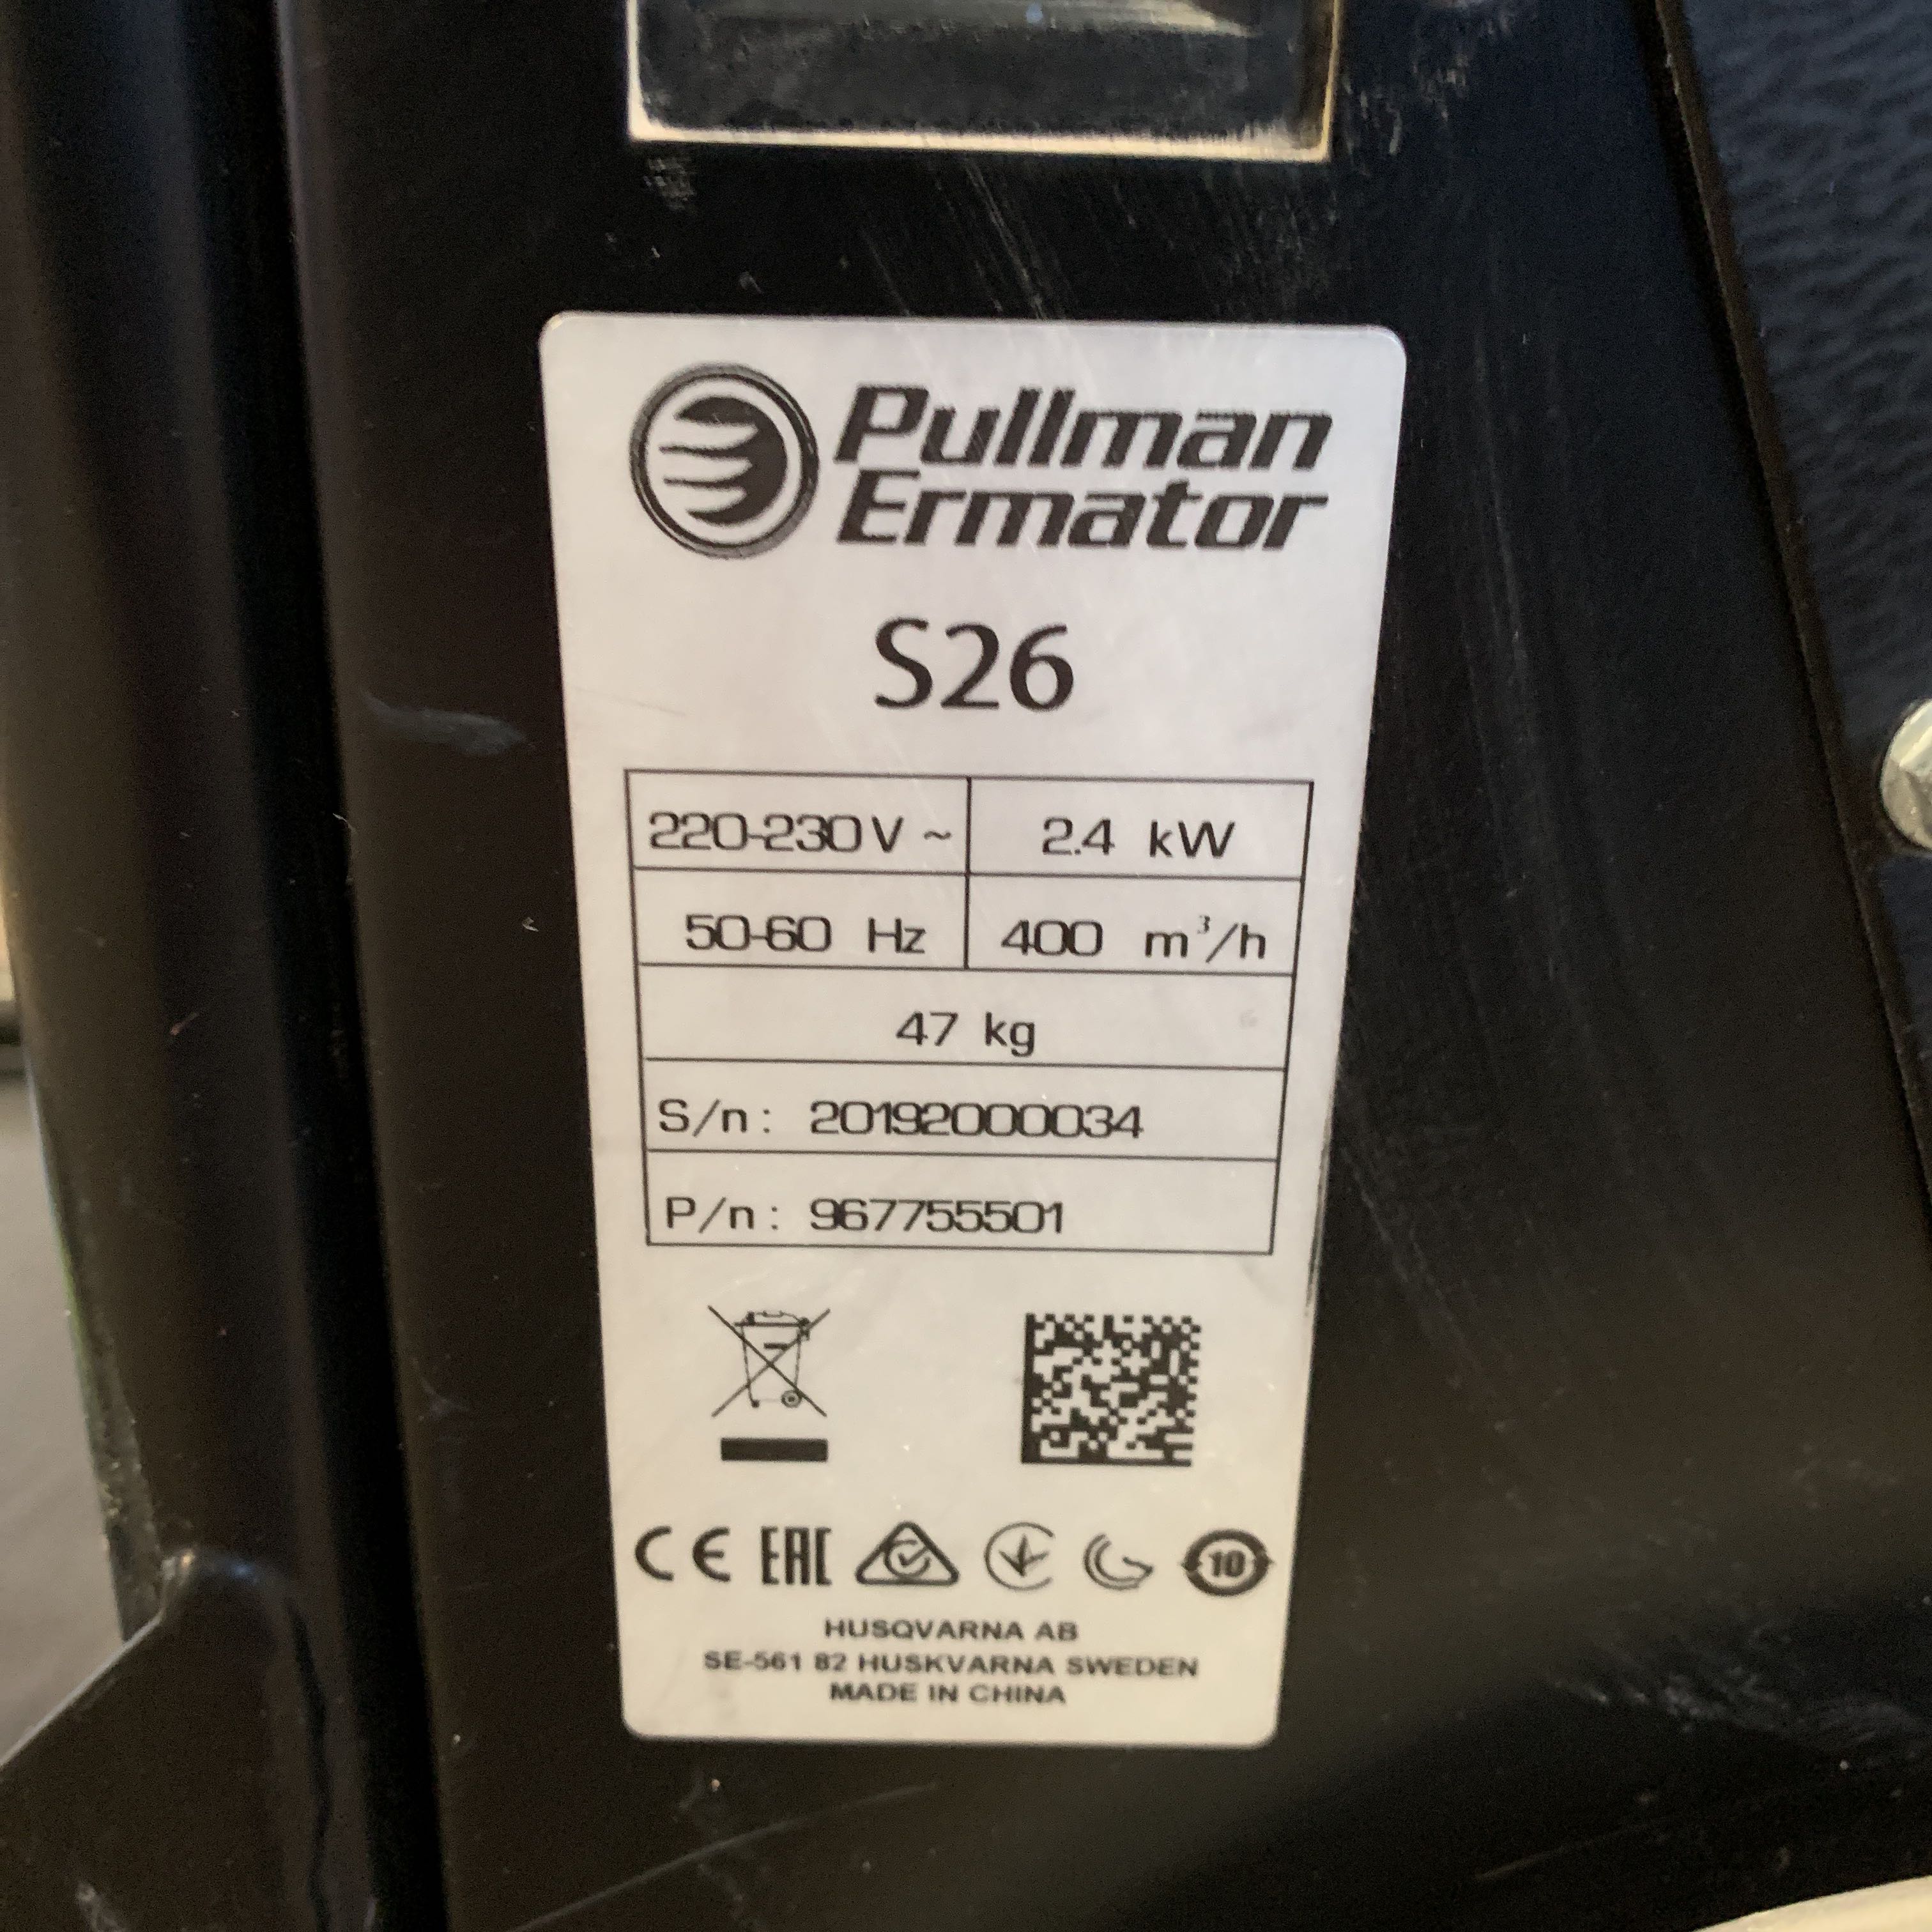 Pullman
Ermator
S26
220-230V ~ 2.4 kW
50-60 Hz 400 m³/h
47 kg
S/n: 20192000034
P/n: 967755501
CE EAC 10
HUSQVARNA AB
SE-561 82 HUSKVARNA SWEDEN
MADE IN CHINA